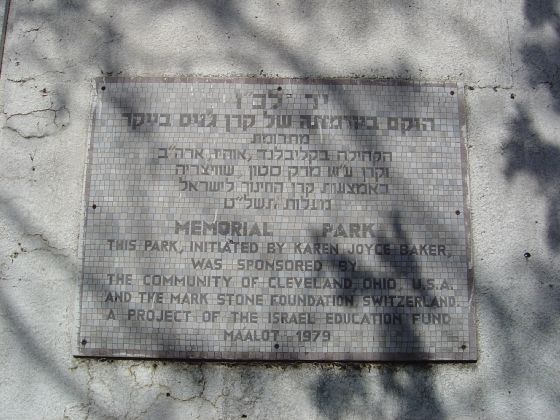 יד לב"ן
הוקם ביוזמתה של קרן ג'ויס בייקר
מתרומת
הקהילה בקליבלנד, אוהיו, ארה"ב
וקרן ע"ש מרק סטון, שוויצריה
באמצעות קרן החינוך לישראל
מעלות תשל"ט
MEMORIAL PARK
THIS PARK, INITIATED BY KAREN JOYCE BAKER,
WAS SPONSORED BY
THE COMMUNITY OF CLEVELAND, OHIO, U.S.A.
AND THE MARK STONE FOUNDATION, SWITZERLAND.
A PROJECT OF THE ISRAEL EDUCATION FUND
MAALOT, 1979